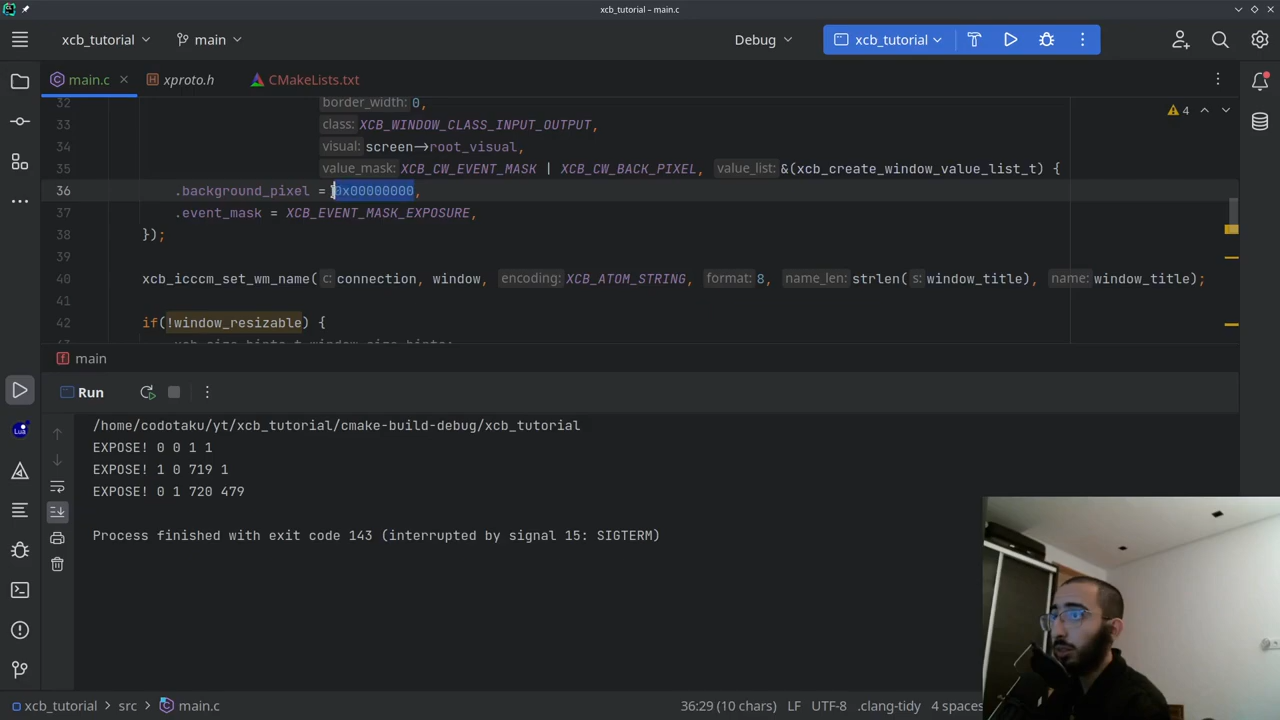 xcb_tutorial – main.c
xcb_tutorial main Debug xcb_tutorial
main.c xproto.h CMakeLists.txt
32 border_width: 0,
33 class: XCB_WINDOW_CLASS_INPUT_OUTPUT,
34 visual: screen→root_visual,
35 value_mask: XCB_CW_EVENT_MASK | XCB_CW_BACK_PIXEL, value_list: &(xcb_create_window_value_list_t) {
36 .background_pixel = 0x00000000,
37 .event_mask = XCB_EVENT_MASK_EXPOSURE,
38 });
39
40 xcb_icccm_set_wm_name( c: connection, window, encoding: XCB_ATOM_STRING, format: 8, name_len: strlen( s: window_title), name: window_title);
41
42 if(!window_resizable) {
43 xcb_size_hints_t window_size_hints;
4
main
Run
/home/codotaku/yt/xcb_tutorial/cmake-build-debug/xcb_tutorial
EXPOSE! 0 0 1 1
EXPOSE! 1 0 719 1
EXPOSE! 0 1 720 479
Process finished with exit code 143 (interrupted by signal 15: SIGTERM)
Lua
xcb_tutorial > src > main.c 36:29 (10 chars) LF UTF-8 .clang-tidy 4 spaces